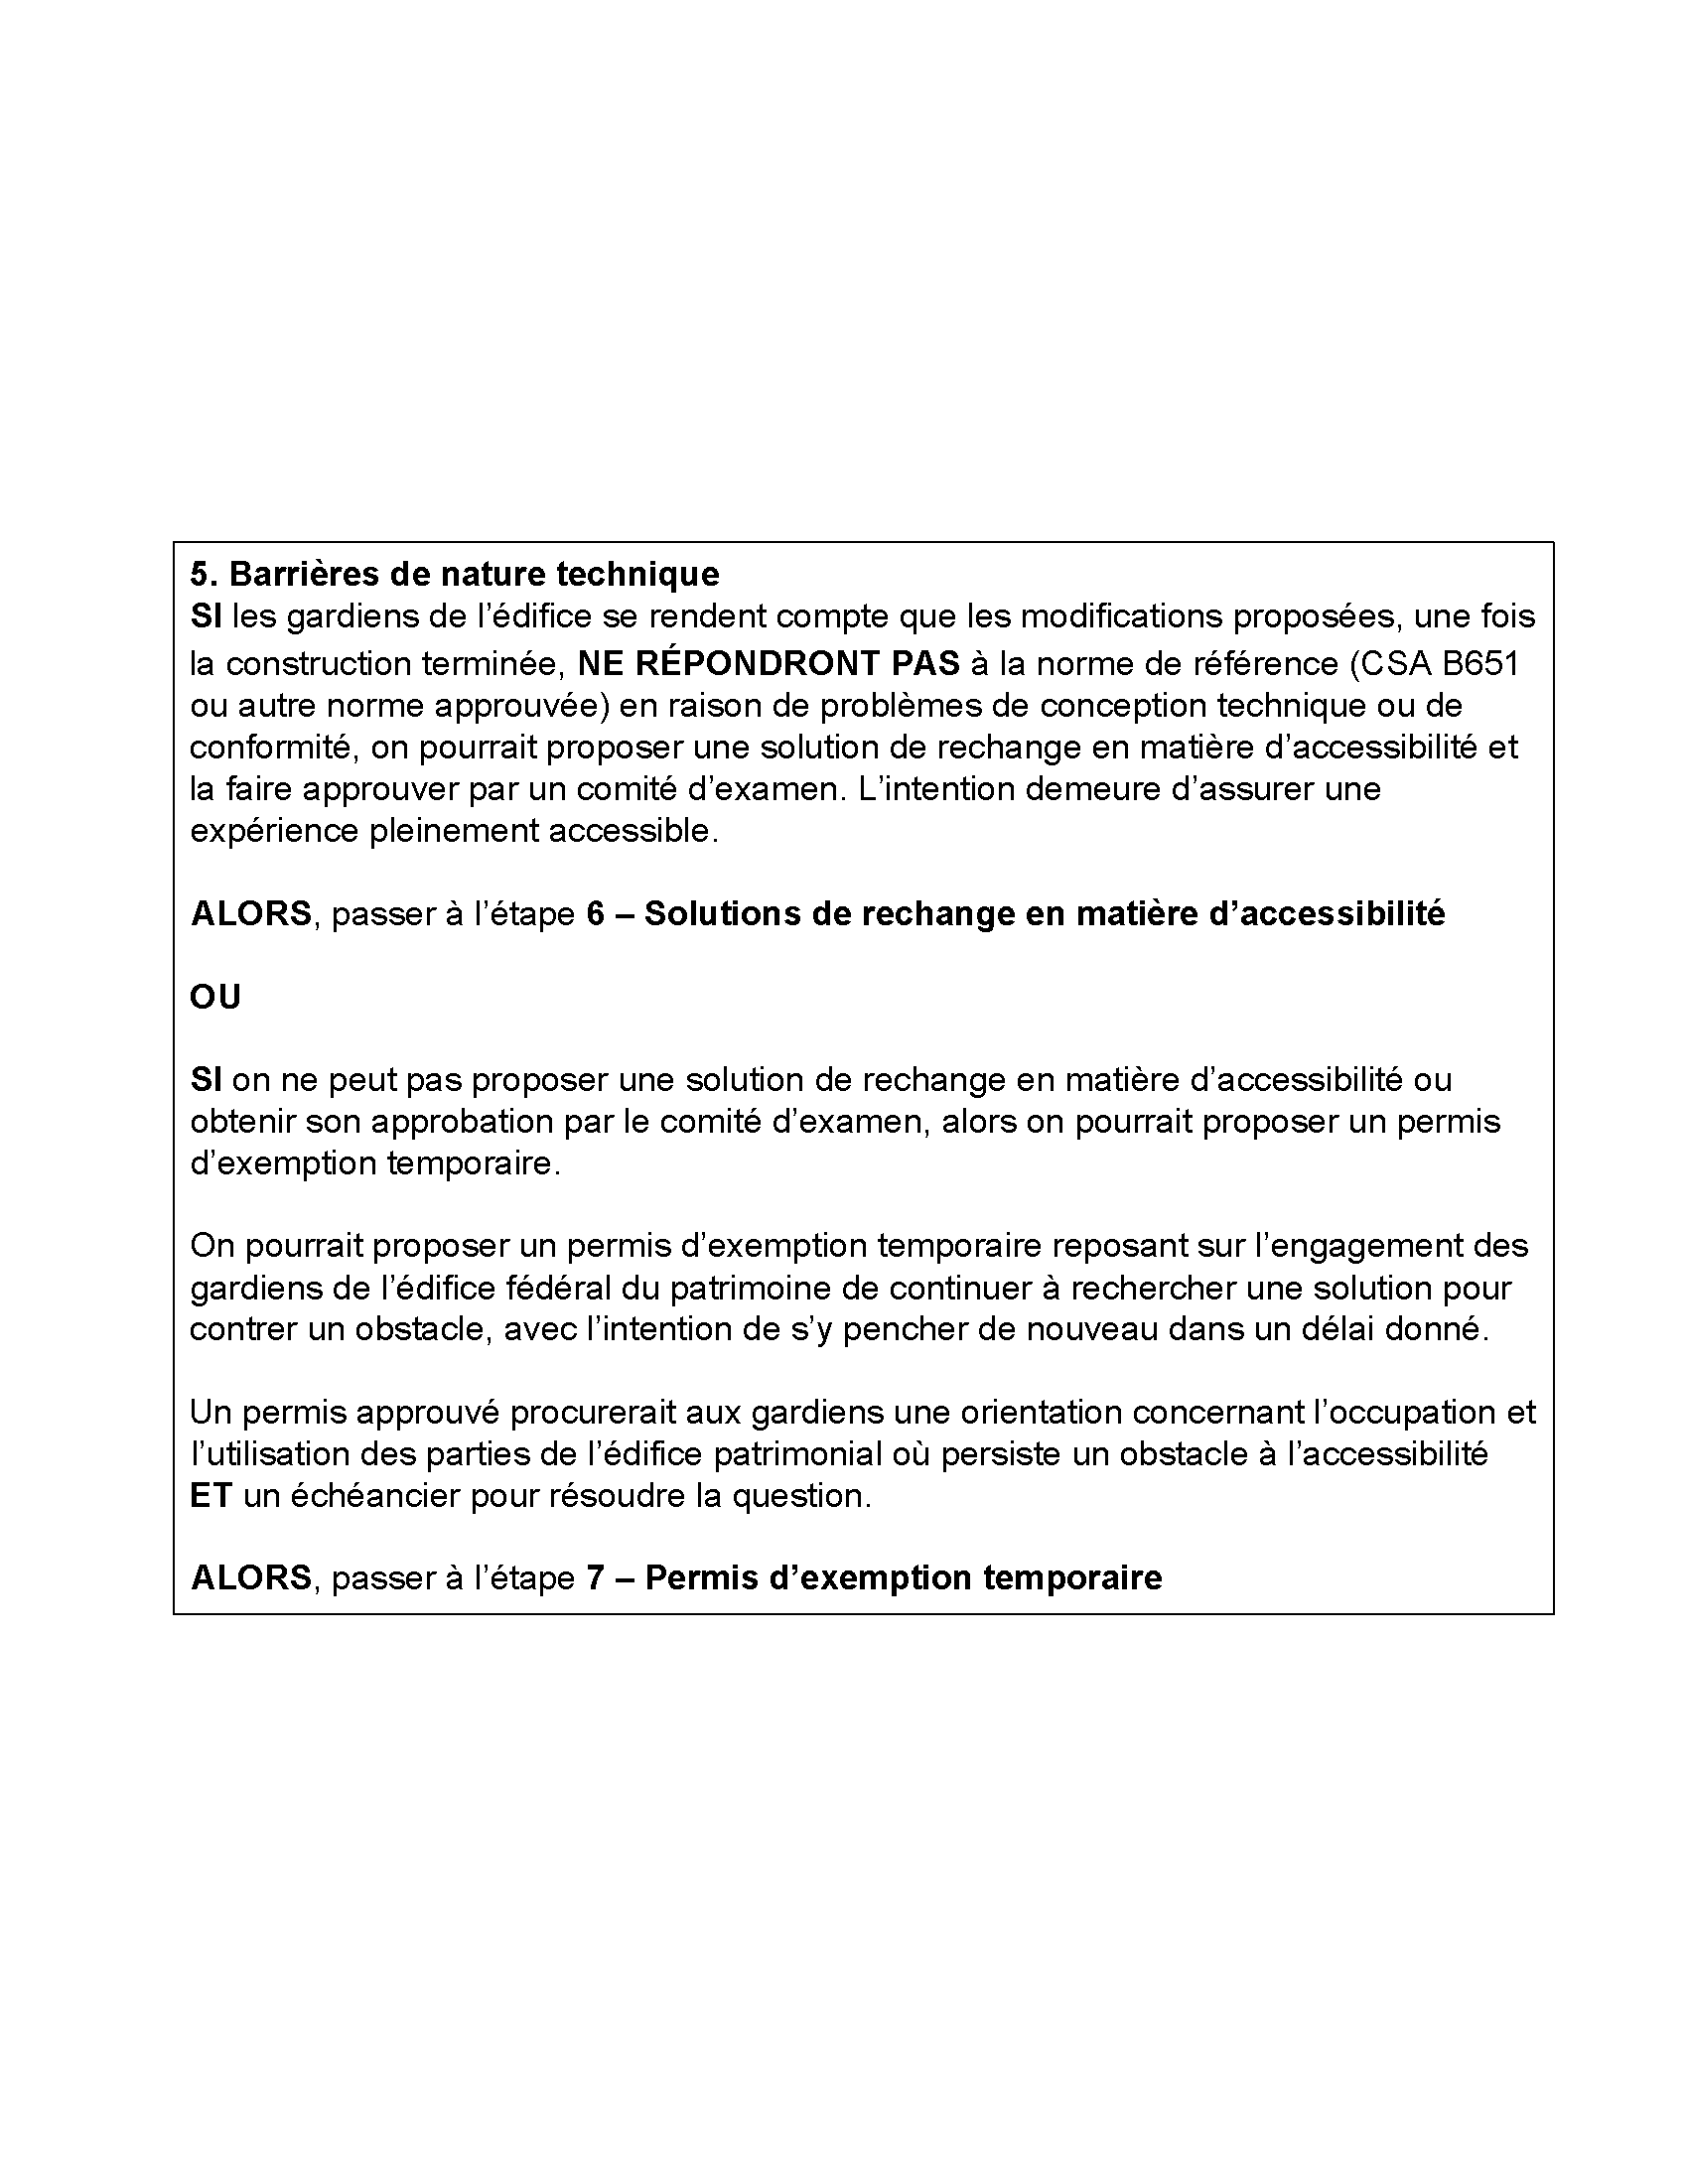 5. Barrières de nature technique
SI les gardiens de l’édifice se rendent compte que les modifications proposées, une fois
la construction terminée, NE RÉPONDRONT PAS à la norme de référence (CSA B651
ou autre norme approuvée) en raison de problèmes de conception technique ou de
conformité, on pourrait proposer une solution de rechange en matière d’accessibilité et
la faire approuver par un comité d’examen. L’intention demeure d’assurer une
expérience pleinement accessible.
ALORS, passer à l’étape 6 – Solutions de rechange en matière d’accessibilité
OU
SI on ne peut pas proposer une solution de rechange en matière d’accessibilité ou
obtenir son approbation par le comité d’examen, alors on pourrait proposer un permis
d’exemption temporaire.
On pourrait proposer un permis d’exemption temporaire reposant sur l’engagement des
gardiens de l’édifice fédéral du patrimoine de continuer à rechercher une solution pour
contrer un obstacle, avec l’intention de s’y pencher de nouveau dans un délai donné.
Un permis approuvé procurerait aux gardiens une orientation concernant l’occupation et
l’utilisation des parties de l’édifice patrimonial où persiste un obstacle à l’accessibilité
ET un échéancier pour résoudre la question.
ALORS, passer à l’étape 7 – Permis d’exemption temporaire